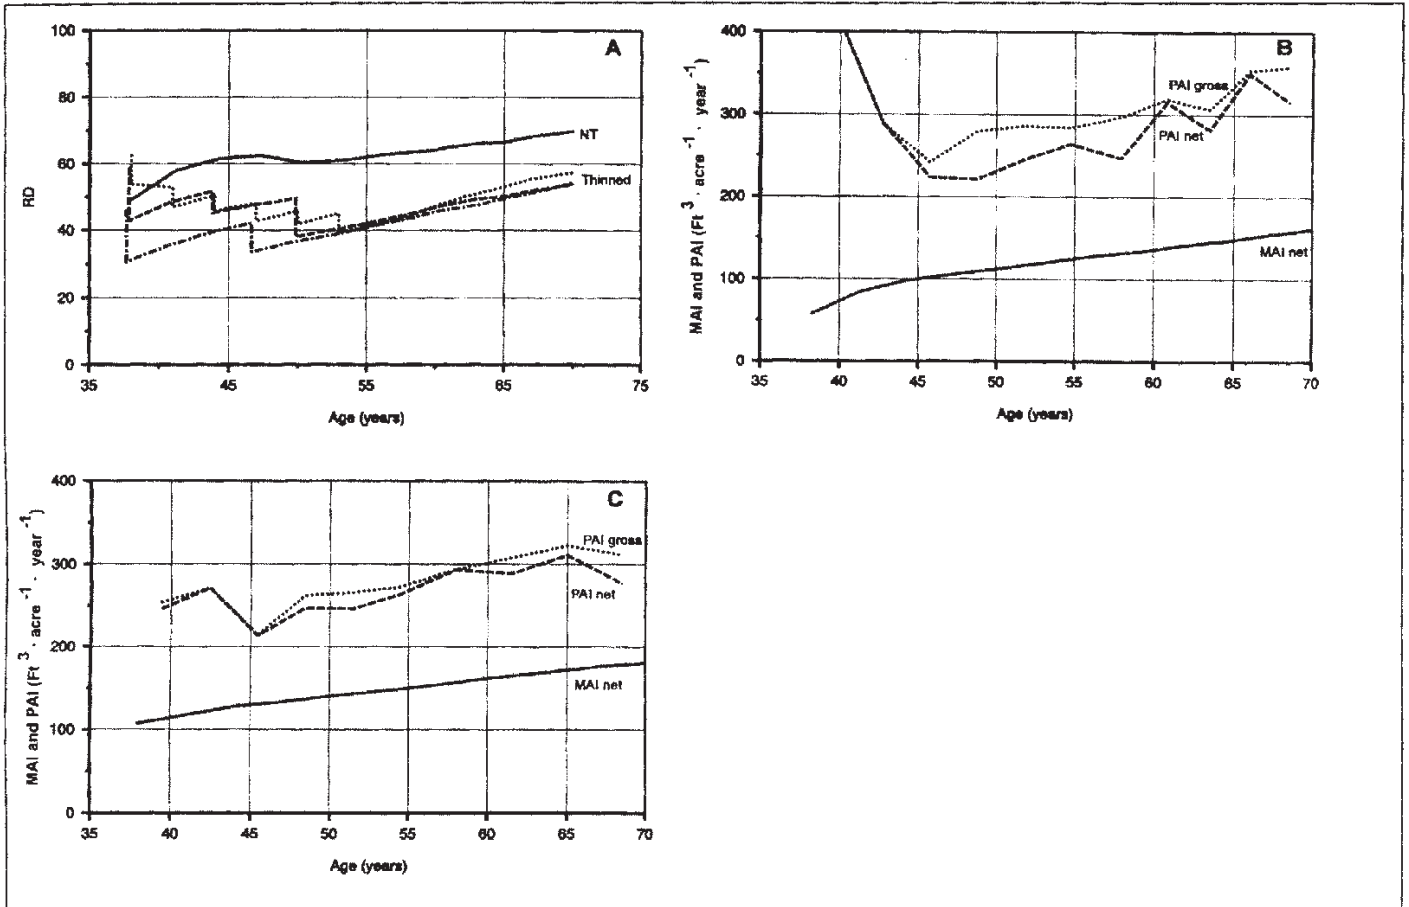 A
100
80
60
40
20
0
RD
NT
Thinned
35 45 55 65 75
Age (years)
B
400
300
200
100
0
MAI and PAI (Ft 3 · acre -1 · year -1)
PAI gross
PAI net
MAI net
35 40 45 50 55 60 65 70
Age (years)
C
400
300
200
100
0
MAI and PAI (Ft 3 · acre -1 · year -1)
PAI gross
PAI net
MAI net
35 40 45 50 55 60 65 70
Age (years)